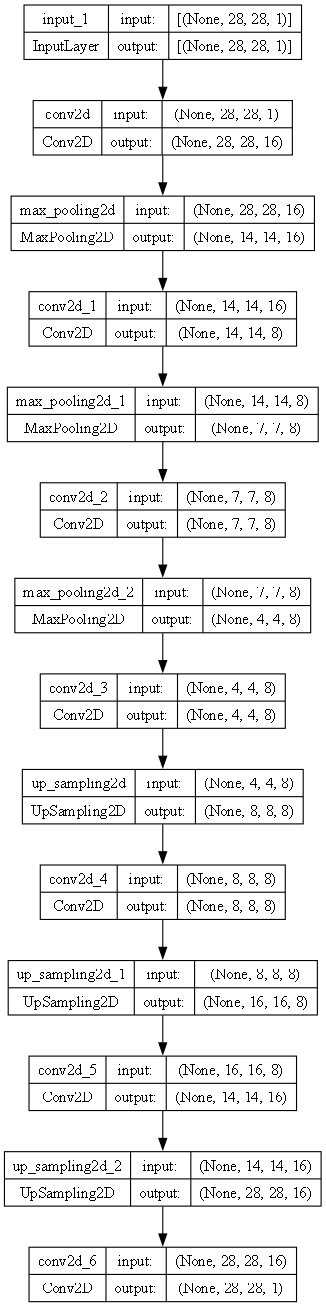 input_1 input: [(None, 28, 28, 1)]
InputLayer output: [(None, 28, 28, 1)]
conv2d input: (None, 28, 28, 1)
Conv2D output: (None, 28, 28, 16)
max_pooling2d input: (None, 28, 28, 16)
MaxPooling2D output: (None, 14, 14, 16)
conv2d_1 input: (None, 14, 14, 16)
Conv2D output: (None, 14, 14, 8)
max_pooling2d_1 input: (None, 14, 14, 8)
MaxPooling2D output: (None, 7, 7, 8)
conv2d_2 input: (None, 7, 7, 8)
Conv2D output: (None, 7, 7, 8)
max_pooling2d_2 input: (None, 7, 7, 8)
MaxPooling2D output: (None, 4, 4, 8)
conv2d_3 input: (None, 4, 4, 8)
Conv2D output: (None, 4, 4, 8)
up_sampling2d input: (None, 4, 4, 8)
UpSampling2D output: (None, 8, 8, 8)
conv2d_4 input: (None, 8, 8, 8)
Conv2D output: (None, 8, 8, 8)
up_sampling2d_1 input: (None, 8, 8, 8)
UpSampling2D output: (None, 16, 16, 8)
conv2d_5 input: (None, 16, 16, 8)
Conv2D output: (None, 14, 14, 16)
up_sampling2d_2 input: (None, 14, 14, 16)
UpSampling2D output: (None, 28, 28, 16)
conv2d_6 input: (None, 28, 28, 16)
Conv2D output: (None, 28, 28, 1)